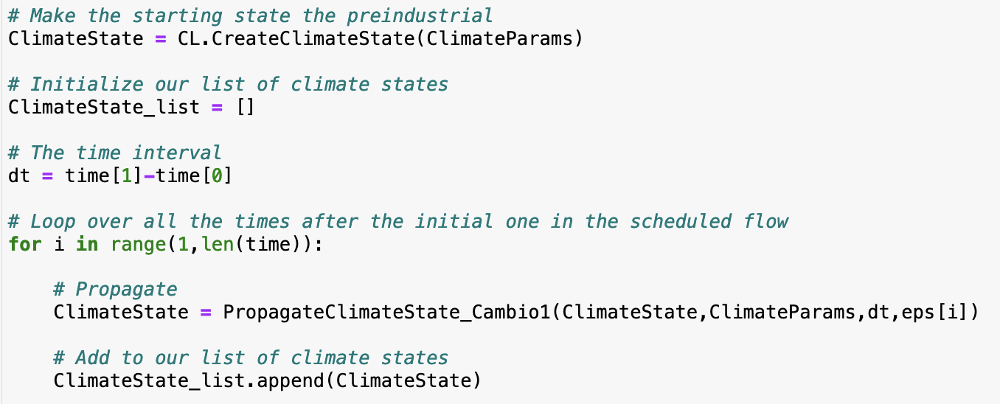 # Make the starting state the preindustrial
ClimateState = CL.CreateClimateState(ClimateParams)
# Initialize our list of climate states
ClimateState_list = []
# The time interval
dt = time[1]-time[0]
# Loop over all the times after the initial one in the scheduled flow
for i in range(1,len(time)):
    # Propagate
    ClimateState = PropagateClimateState_Cambio1(ClimateState,ClimateParams,dt,eps[i])
    # Add to our list of climate states
    ClimateState_list.append(ClimateState)